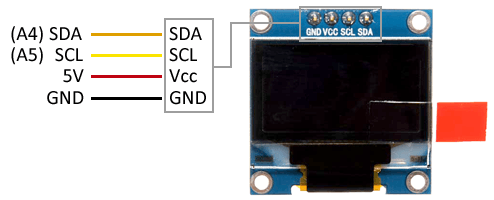 (A4) SDA SDA
(A5) SCL SCL
5V Vcc
GND GND
GND VCC SCL SDA